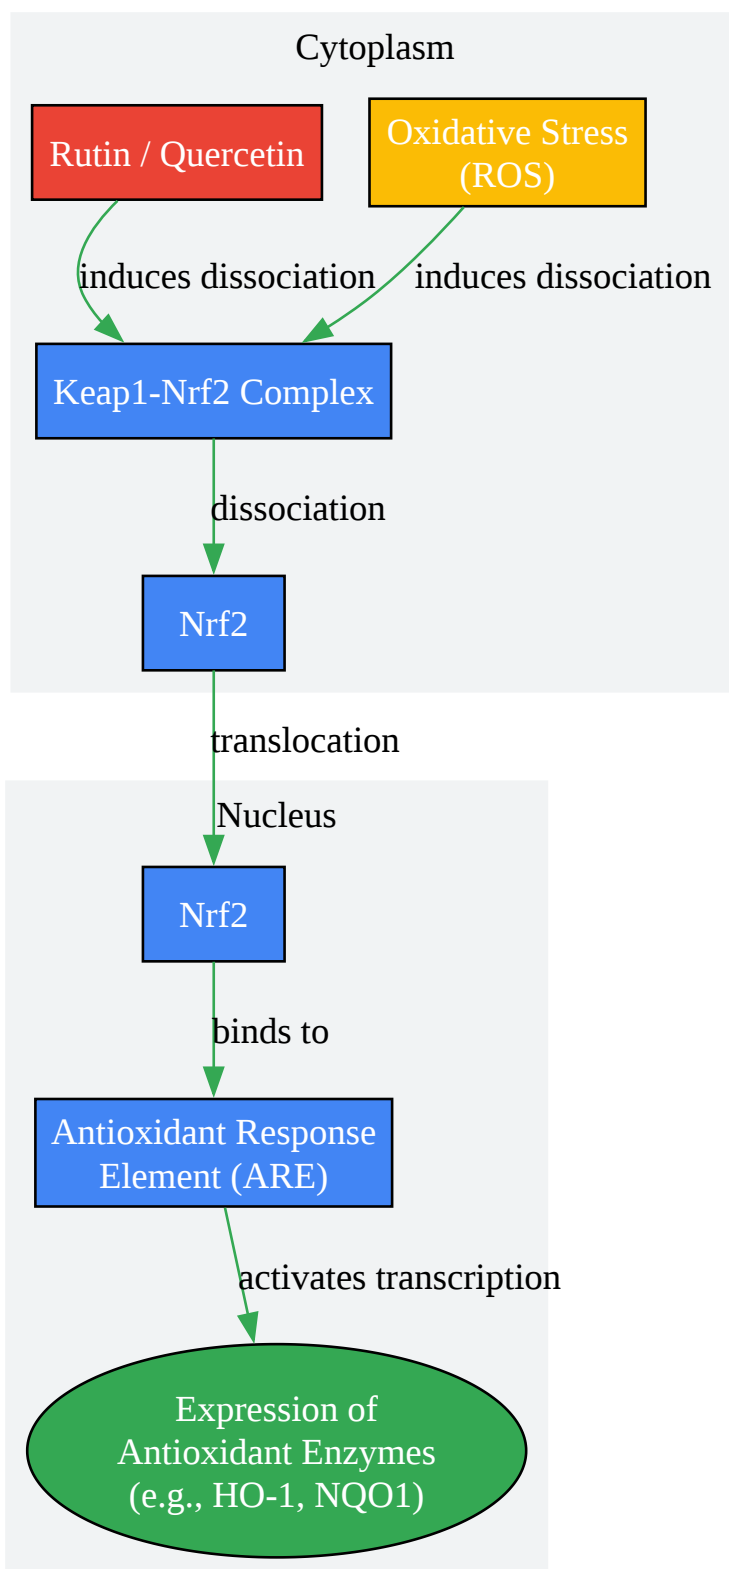 Cytoplasm
Rutin / Quercetin
Oxidative Stress
(ROS)
induces dissociation
induces dissociation
Keap1-Nrf2 Complex
dissociation
Nrf2
translocation
Nucleus
Nrf2
binds to
Antioxidant Response
Element (ARE)
activates transcription
Expression of
Antioxidant Enzymes
(e.g., HO-1, NQO1)